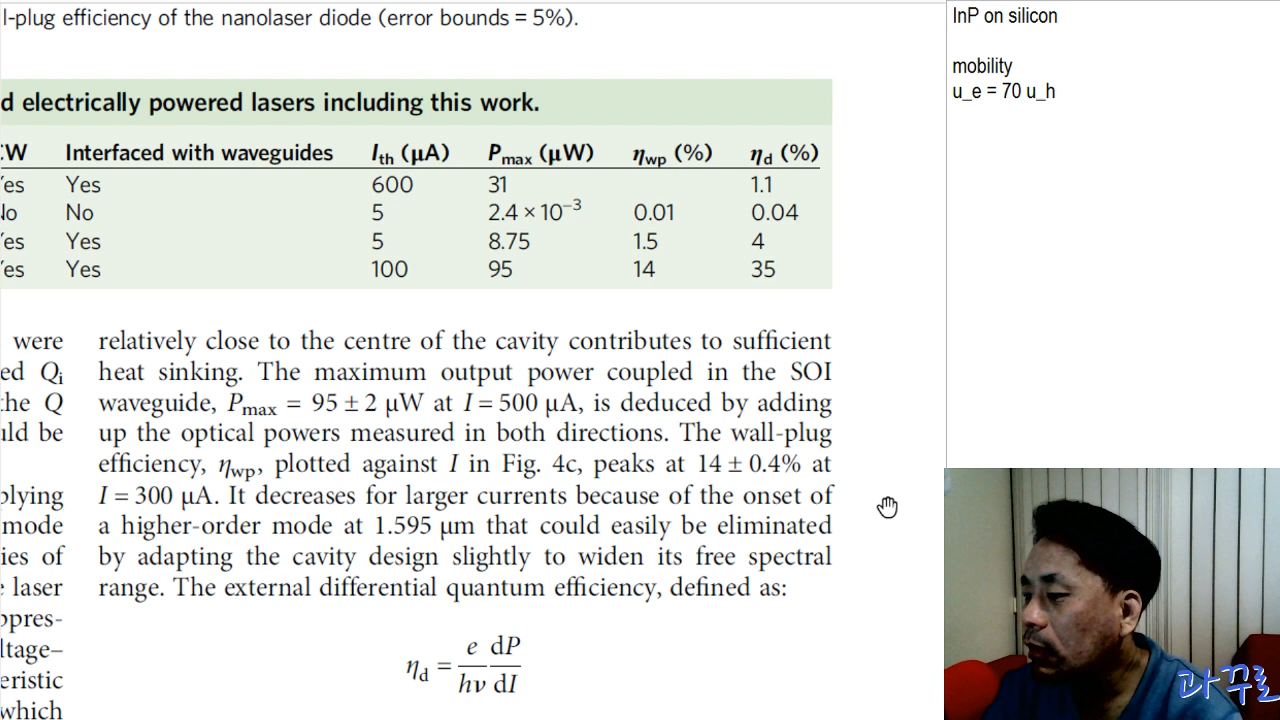 l-plug efficiency of the nanolaser diode (error bounds = 5%).
d electrically powered lasers including this work.
CW Interfaced with waveguides Ith (μA) Pmax (μW) ηwp (%) ηd (%)
Yes Yes 600 31 1.1
No No 5 2.4 × 10⁻³ 0.01 0.04
Yes Yes 5 8.75 1.5 4
Yes Yes 100 95 14 35
were
ed Qi
the Q
uld be
plying
mode
ies of
laser
ppres-
ltage–
eristic
which
relatively close to the centre of the cavity contributes to sufficient
heat sinking. The maximum output power coupled in the SOI
waveguide, Pmax = 95 ± 2 μW at I = 500 μA, is deduced by adding
up the optical powers measured in both directions. The wall-plug
efficiency, ηwp, plotted against I in Fig. 4c, peaks at 14 ± 0.4% at
I = 300 μA. It decreases for larger currents because of the onset of
a higher-order mode at 1.595 μm that could easily be eliminated
by adapting the cavity design slightly to widen its free spectral
range. The external differential quantum efficiency, defined as:
ηd = e/hν dP/dI
InP on silicon
mobility
u_e = 70 u_h
과꾸로